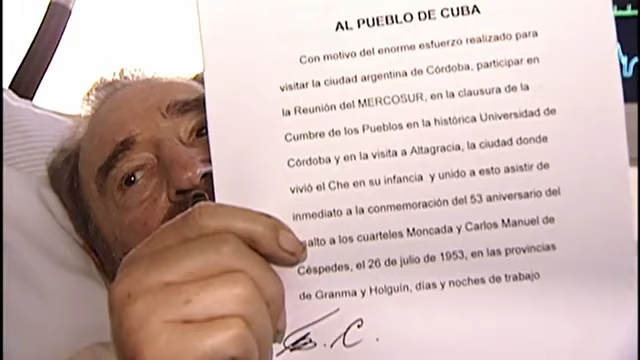 AL PUEBLO DE CUBA
Con motivo del enorme esfuerzo realizado para
visitar la ciudad argentina de Córdoba, participar en
la Reunión del MERCOSUR, en la clausura de la
Cumbre de los Pueblos en la histórica Universidad de
Córdoba y en la visita a Altagracia, la ciudad donde
vivió el Che en su infancia y unido a esto asistir de
inmediato a la conmemoración del 53 aniversario del
alto a los cuarteles Moncada y Carlos Manuel de
Céspedes, el 26 de julio de 1953, en las provincias
de Granma y Holguín, días y noches de trabajo